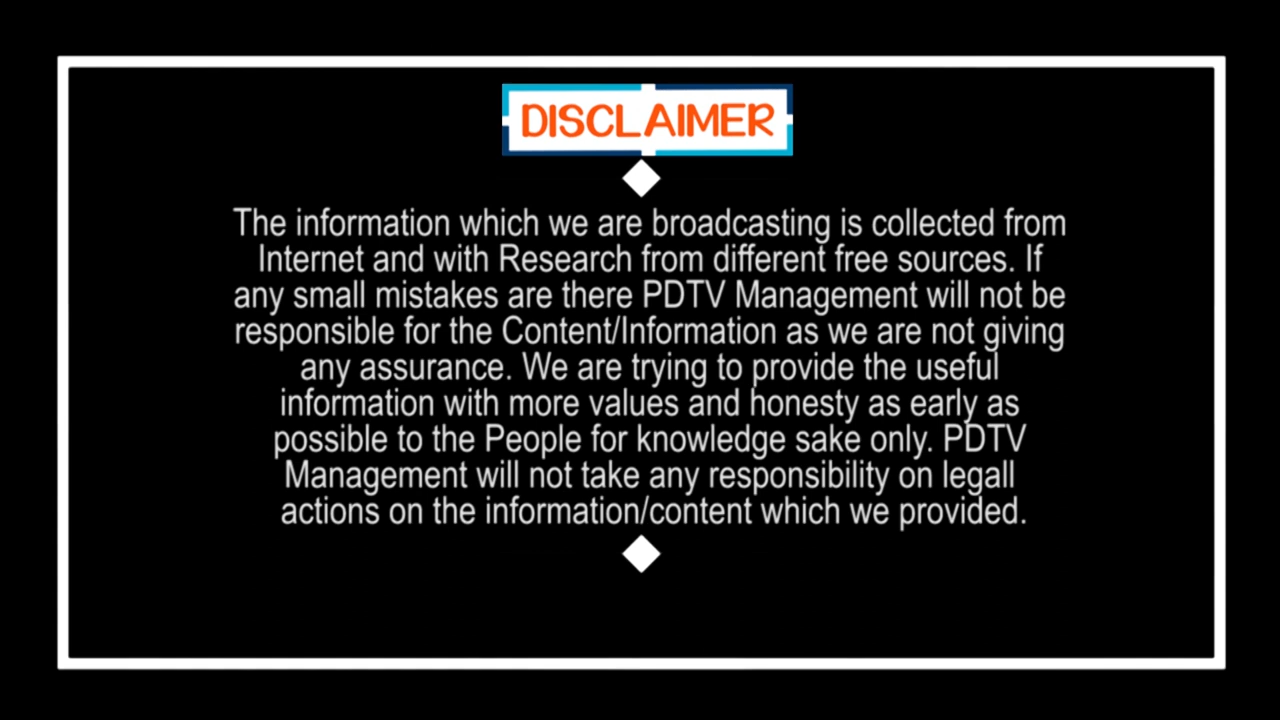 DISCLAIMER
The information which we are broadcasting is collected from
Internet and with Research from different free sources. If
any small mistakes are there PDTV Management will not be
responsible for the Content/Information as we are not giving
any assurance. We are trying to provide the useful
information with more values and honesty as early as
possible to the People for knowledge sake only. PDTV
Management will not take any responsibility on legall
actions on the information/content which we provided.